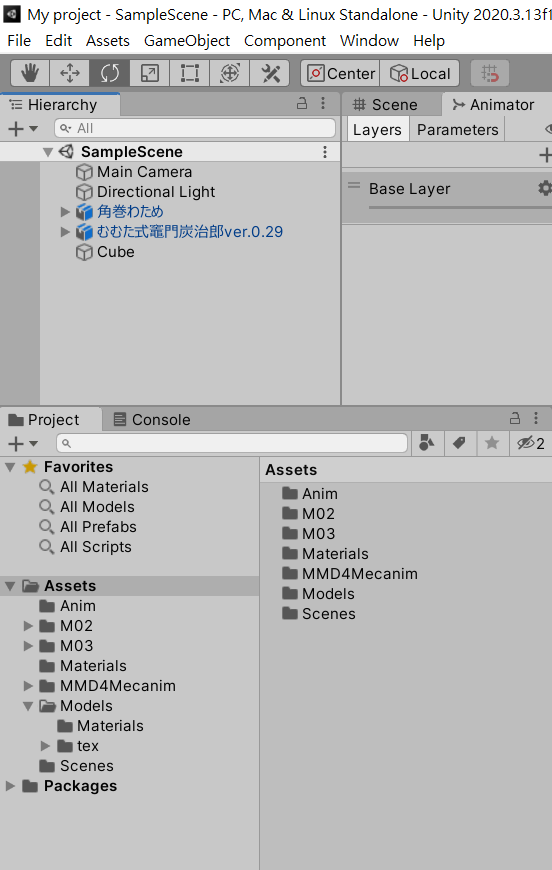 My project - SampleScene - PC, Mac & Linux Standalone - Unity 2020.3.13f1
File Edit Assets GameObject Component Window Help
Center Local
Hierarchy
All
SampleScene
Main Camera
Directional Light
角巻わため
むむた式竈門炭治郎ver.0.29
Cube
Scene Animator
Layers Parameters
Base Layer
Project Console
2
Favorites
All Materials
All Models
All Prefabs
All Scripts
Assets
Anim
M02
M03
Materials
MMD4Mecanim
Models
Materials
tex
Scenes
Packages
Assets
Anim
M02
M03
Materials
MMD4Mecanim
Models
Scenes